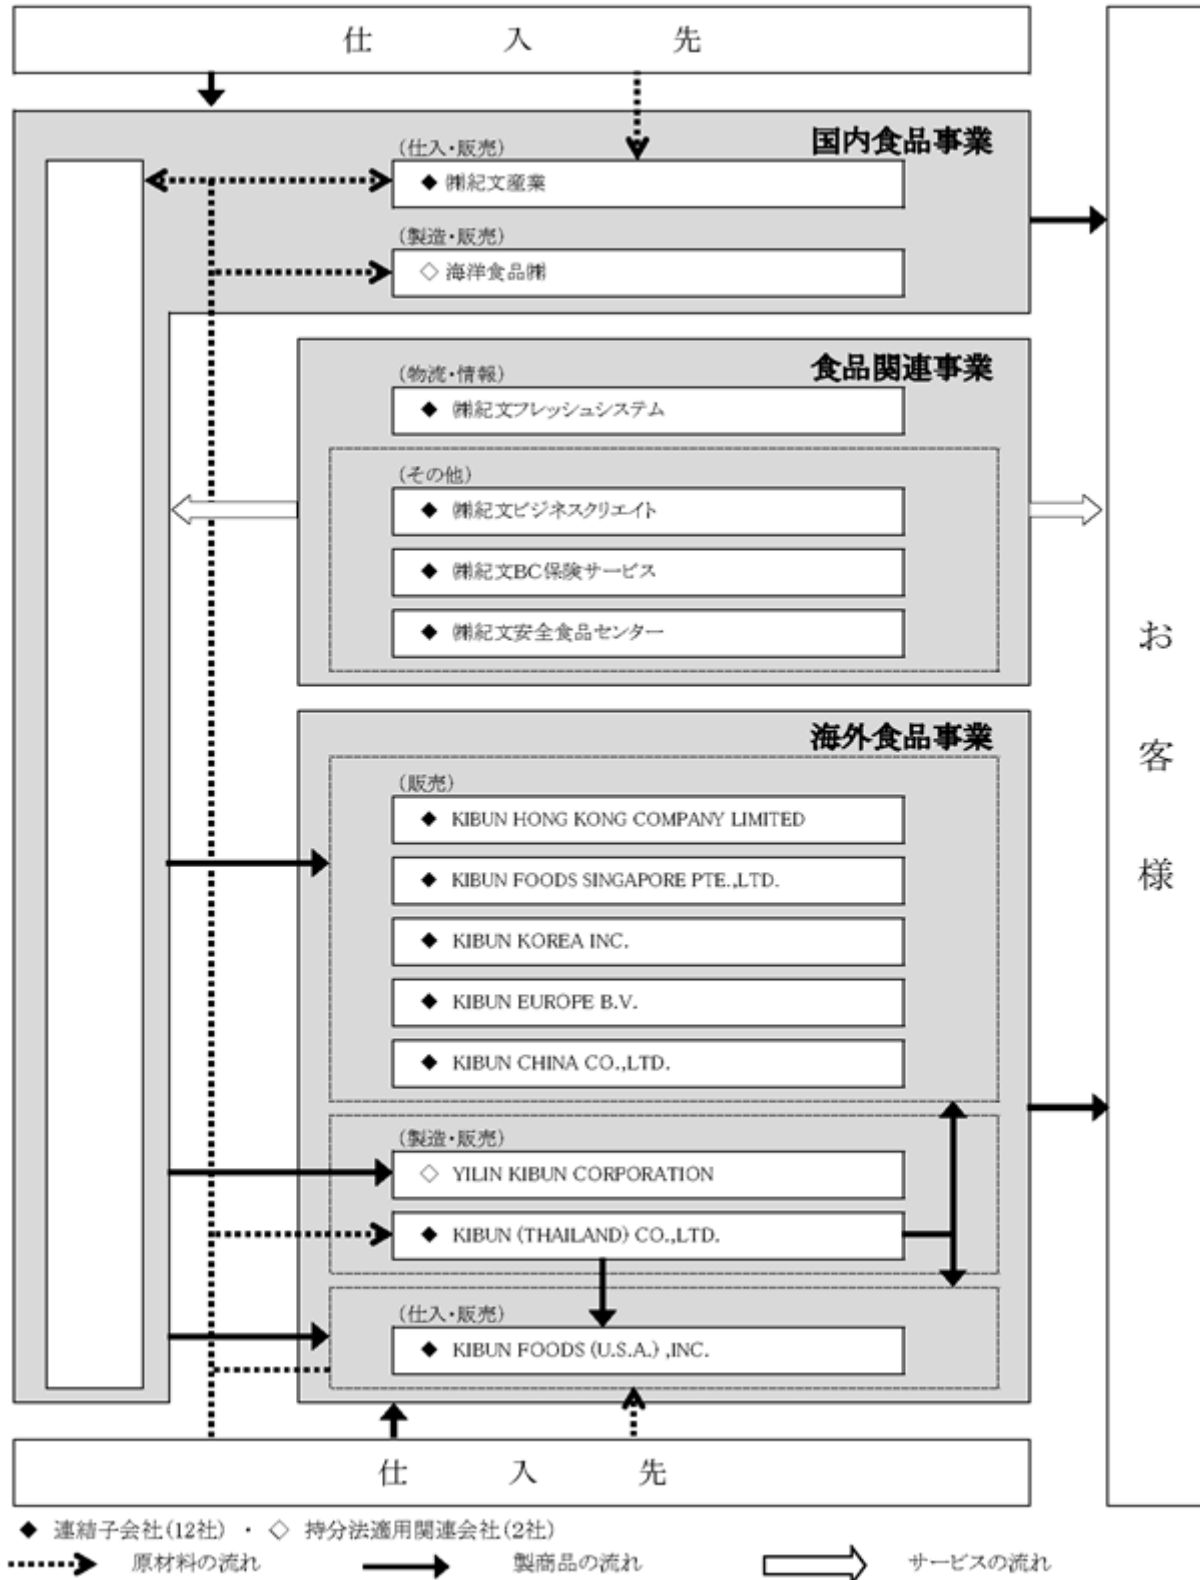 仕入先
国内食品事業
(仕入・販売)
◆ ㈱紀文産業
(製造・販売)
◇ 海洋食品㈱
食品関連事業
(物流・情報)
◆ ㈱紀文フレッシュシステム
(その他)
◆ ㈱紀文ビジネスクリエイト
◆ ㈱紀文BC保険サービス
◆ ㈱紀文安全食品センター
お客様
海外食品事業
(販売)
◆ KIBUN HONG KONG COMPANY LIMITED
◆ KIBUN FOODS SINGAPORE PTE.,LTD.
◆ KIBUN KOREA INC.
◆ KIBUN EUROPE B.V.
◆ KIBUN CHINA CO.,LTD.
(製造・販売)
◇ YILIN KIBUN CORPORATION
◆ KIBUN (THAILAND) CO.,LTD.
(仕入・販売)
◆ KIBUN FOODS (U.S.A.) ,INC.
仕入先
◆ 連結子会社(12社) ・ ◇ 持分法適用関連会社(2社)
原材料の流れ 製商品の流れ サービスの流れ